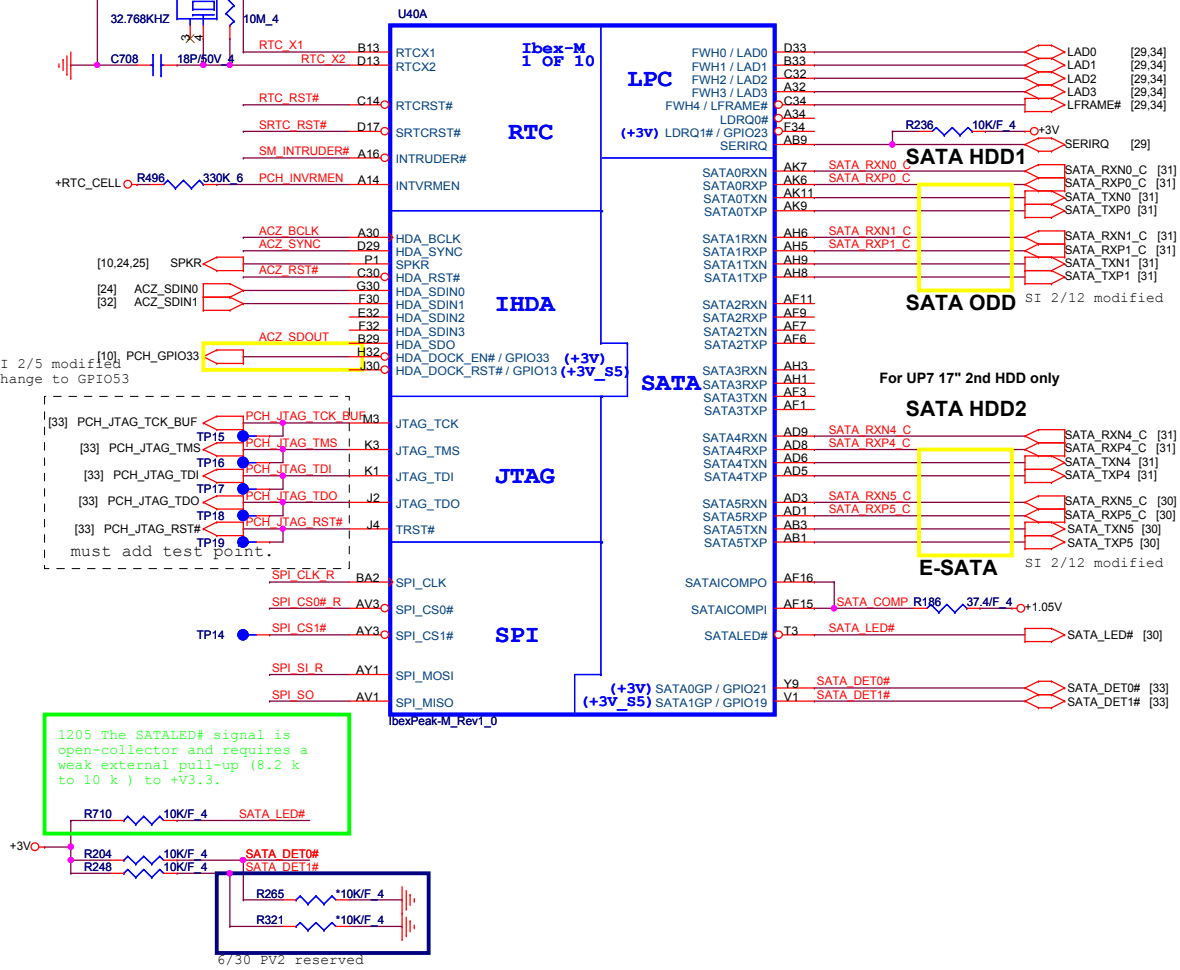 U40A
32.768KHZ
10M_4
3
4
C708
18P/50V_4
RTC_X1
B13
RTCX1
RTC_X2
D13
RTCX2
RTC_RST#
C14
RTCRST#
SRTC_RST#
D17
SRTCRST#
SM_INTRUDER#
A16
INTRUDER#
+RTC_CELL
R496
330K_6
PCH_INVRMEN
A14
INTVRMEN
Ibex-M
1 OF 10
RTC
LPC
FWH0 / LAD0
D33
LAD0 [29,34]
FWH1 / LAD1
B33
LAD1 [29,34]
FWH2 / LAD2
C32
LAD2 [29,34]
FWH3 / LAD3
A32
LAD3 [29,34]
FWH4 / LFRAME#
C34
LFRAME# [29,34]
LDRQ0#
A34
(+3V) LDRQ1# / GPIO23
F34
SERIRQ
AB9
R236
10K/F_4
+3V
SERIRQ [29]
SATA HDD1
SATA0RXN
AK7
SATA_RXN0_C
SATA_RXN0_C [31]
SATA0RXP
AK6
SATA_RXP0_C
SATA_RXP0_C [31]
SATA0TXN
AK11
SATA_TXN0 [31]
SATA0TXP
AK9
SATA_TXP0 [31]
SATA1RXN
AH6
SATA_RXN1_C
SATA_RXN1_C [31]
SATA1RXP
AH5
SATA_RXP1_C
SATA_RXP1_C [31]
SATA1TXN
AH9
SATA_TXN1 [31]
SATA1TXP
AH8
SATA_TXP1 [31]
SATA ODD
SI 2/12 modified
SATA2RXN
AF11
SATA2RXP
AF9
SATA2TXN
AF7
SATA2TXP
AF6
SATA3RXN
AH3
SATA3RXP
AH1
SATA3TXN
AF3
SATA3TXP
AF1
SATA
For UP7 17" 2nd HDD only
SATA HDD2
SATA4RXN
AD9
SATA_RXN4_C
SATA_RXN4_C [31]
SATA4RXP
AD8
SATA_RXP4_C
SATA_RXP4_C [31]
SATA4TXN
AD6
SATA_TXN4 [31]
SATA4TXP
AD5
SATA_TXP4 [31]
SATA5RXN
AD3
SATA_RXN5_C
SATA_RXN5_C [30]
SATA5RXP
AD1
SATA_RXP5_C
SATA_RXP5_C [30]
SATA5TXN
AB3
SATA_TXN5 [30]
SATA5TXP
AB1
SATA_TXP5 [30]
E-SATA
SI 2/12 modified
SATAICOMPO
AF16
SATAICOMPI
AF15
SATA_COMP
R186
37.4/F_4
+1.05V
SATALED#
T3
SATA_LED#
SATA_LED# [30]
(+3V) SATA0GP / GPIO21
Y9
SATA_DET0#
SATA_DET0# [33]
(+3V_S5) SATA1GP / GPIO19
V1
SATA_DET1#
SATA_DET1# [33]
ACZ_BCLK
A30
HDA_BCLK
ACZ_SYNC
D29
HDA_SYNC
[10,24,25] SPKR
P1
SPKR
ACZ_RST#
C30
HDA_RST#
[24] ACZ_SDIN0
G30
HDA_SDIN0
[32] ACZ_SDIN1
F30
HDA_SDIN1
E32
HDA_SDIN2
F32
HDA_SDIN3
ACZ_SDOUT
B29
HDA_SDO
[10] PCH_GPIO33
H32
HDA_DOCK_EN# / GPIO33 (+3V)
J30
HDA_DOCK_RST# / GPIO13 (+3V_S5)
IHDA
I 2/5 modified
hange to GPIO53
[33] PCH_JTAG_TCK_BUF
PCH_JTAG_TCK_BUF
M3
JTAG_TCK
TP15
[33] PCH_JTAG_TMS
PCH_JTAG_TMS
K3
JTAG_TMS
TP16
[33] PCH_JTAG_TDI
PCH_JTAG_TDI
K1
JTAG_TDI
TP17
[33] PCH_JTAG_TDO
PCH_JTAG_TDO
J2
JTAG_TDO
TP18
[33] PCH_JTAG_RST#
PCH_JTAG_RST#
J4
TRST#
TP19
must add test point.
JTAG
SPI_CLK_R
BA2
SPI_CLK
SPI_CS0#_R
AV3
SPI_CS0#
TP14
SPI_CS1#
AY3
SPI_CS1#
SPI_SI_R
AY1
SPI_MOSI
SPI_SO
AV1
SPI_MISO
SPI
IbexPeak-M_Rev1_0
1205 The SATALED# signal is
open-collector and requires a
weak external pull-up (8.2 k
to 10 k ) to +V3.3.
R710
10K/F_4
SATA_LED#
+3V
R204
10K/F_4
SATA_DET0#
R248
10K/F_4
SATA_DET1#
R265
*10K/F_4
R321
*10K/F_4
6/30 PV2 reserved